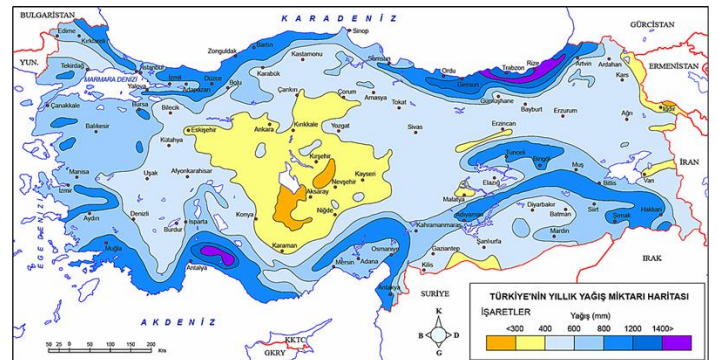 BULGARİSTAN
K A R A D E N İ Z
GÜRCİSTAN
Edirne
Kırklareli
YUN.
Tekirdağ
İstanbul
MARMARA DENİZİ
Yalova
İzmit
Adapazarı
Düzce
Bolu
Zonguldak
Bartın
Karabük
Kastamonu
Sinop
Samsun
Ordu
Giresun
Trabzon
Rize
Artvin
Ardahan
Kars
ERMENİSTAN
Iğdır
Çanakkale
Bursa
Bilecik
Balıkesir
Eskişehir
Kütahya
Ankara
Çankırı
Kırıkkale
Çorum
Amasya
Tokat
Yozgat
Sivas
Gümüşhane
Bayburt
Erzurum
Erzincan
Ağrı
Manisa
İzmir
Uşak
Afyonkarahisar
Kırşehir
Nevşehir
Kayseri
Aksaray
Niğde
Tunceli
Bingöl
Muş
Elazığ
Malatya
Bitlis
Van
İRAN
E G E D E N İ Z İ
Aydın
Denizli
Isparta
Burdur
Konya
Karaman
Muğla
Antalya
Mersin
Adana
Osmaniye
Kahramanmaraş
Adıyaman
Diyarbakır
Batman
Siirt
Şırnak
Hakkari
Mardin
Şanlıurfa
Gaziantep
Kilis
Antakya
SURİYE
IRAK
A K D E N İ Z
KKTC
GKRY
K
B
D
G
50 25 0 50 100 150 200
Km
TÜRKİYE'NİN YILLIK YAĞIŞ MİKTARI HARİTASI
İŞARETLER
Yağış (mm)
<300 400 600 800 1200 1400>